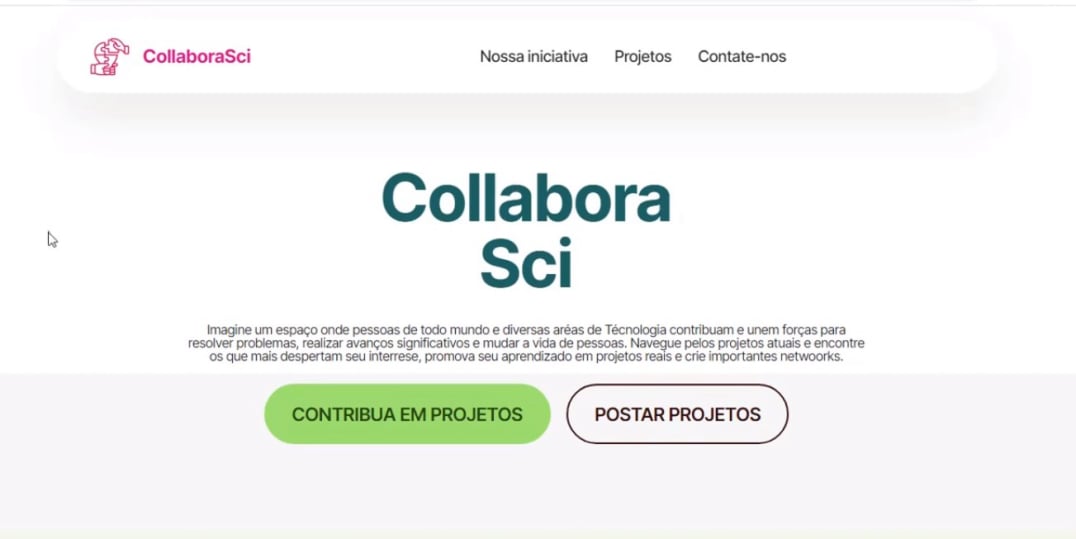 CollaboraSci
Nossa iniciativa Projetos Contate-nos
Collabora
Sci
Imagine um espaço onde pessoas de todo mundo e diversas aréas de Técnologia contribuam e unem forças para
resolver problemas, realizar avanços significativos e mudar a vida de pessoas. Navegue pelos projetos atuais e encontre
os que mais despertam seu interrese, promova seu aprendizado em projetos reais e crie importantes netwoorks.
CONTRIBUA EM PROJETOS
POSTAR PROJETOS